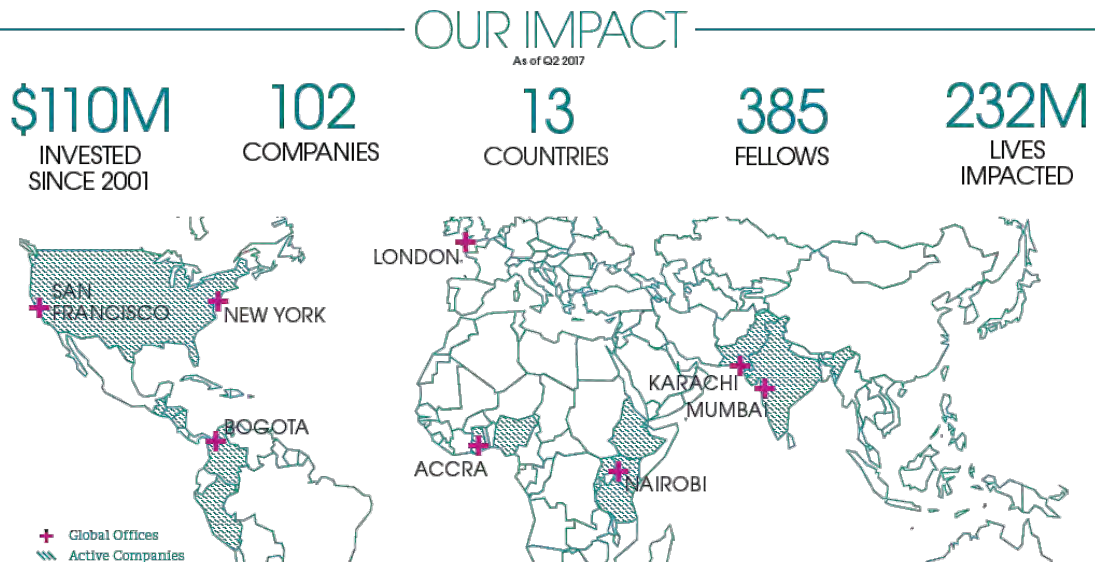 OUR IMPACT
As of Q2 2017
$110M
INVESTED
SINCE 2001
102
COMPANIES
13
COUNTRIES
385
FELLOWS
232M
LIVES
IMPACTED
LONDON
SAN
FRANCISCO
NEW YORK
KARACHI
MUMBAI
BOGOTA
ACCRA
NAIROBI
Global Offices
Active Companies